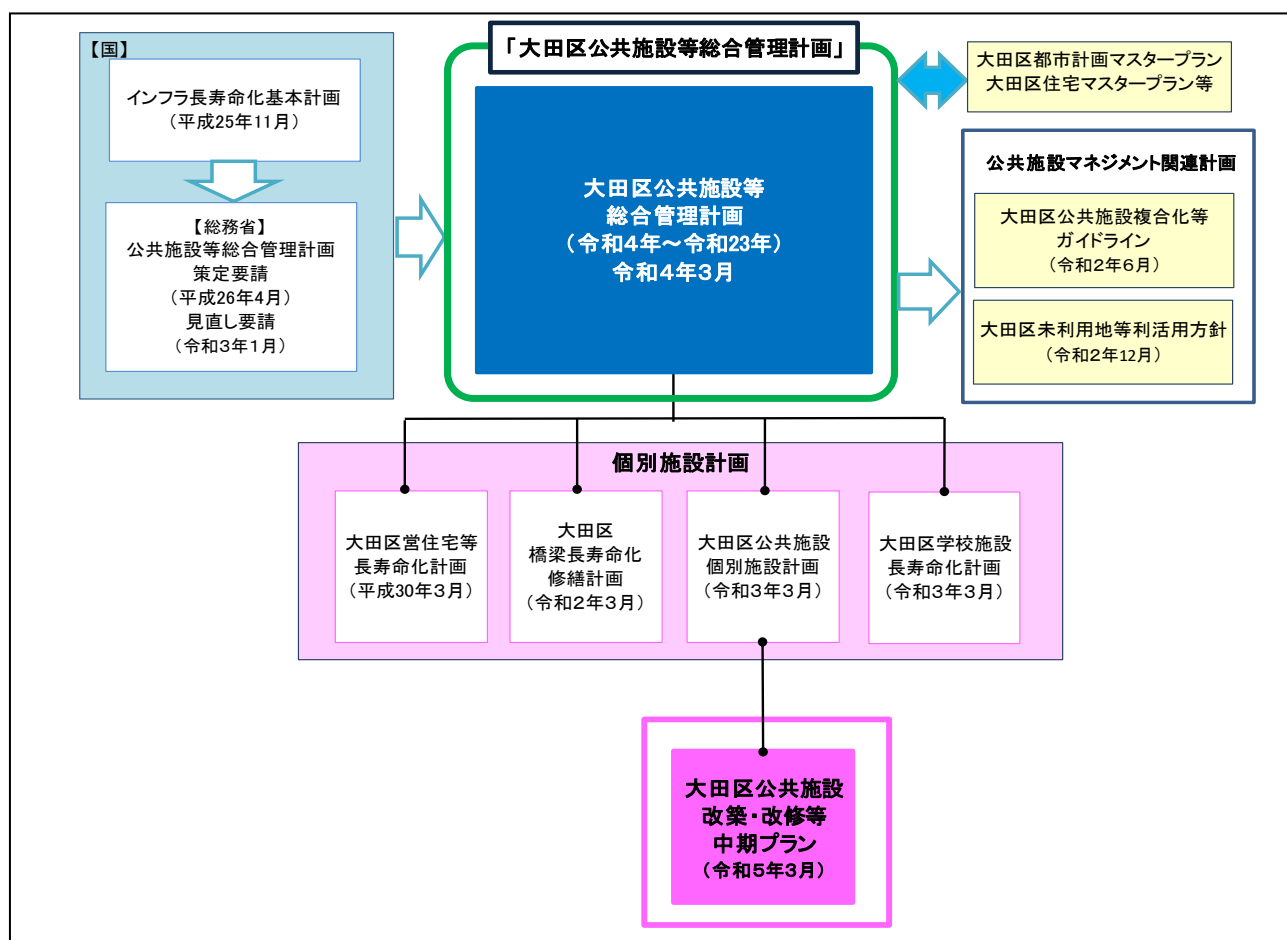 【国】
インフラ長寿命化基本計画
（平成25年11月）
【総務省】
公共施設等総合管理計画
策定要請
（平成26年4月）
見直し要請
（令和3年1月）
「大田区公共施設等総合管理計画」
大田区公共施設等
総合管理計画
（令和4年～令和23年）
令和4年3月
大田区都市計画マスタープラン
大田区住宅マスタープラン等
公共施設マネジメント関連計画
大田区公共施設複合化等
ガイドライン
（令和2年6月）
大田区未利用地等利活用方針
（令和2年12月）
個別施設計画
大田区営住宅等
長寿命化計画
（平成30年3月）
大田区
橋梁長寿命化
修繕計画
（令和2年3月）
大田区公共施設
個別施設計画
（令和3年3月）
大田区学校施設
長寿命化計画
（令和3年3月）
大田区公共施設
改築・改修等
中期プラン
（令和5年3月）